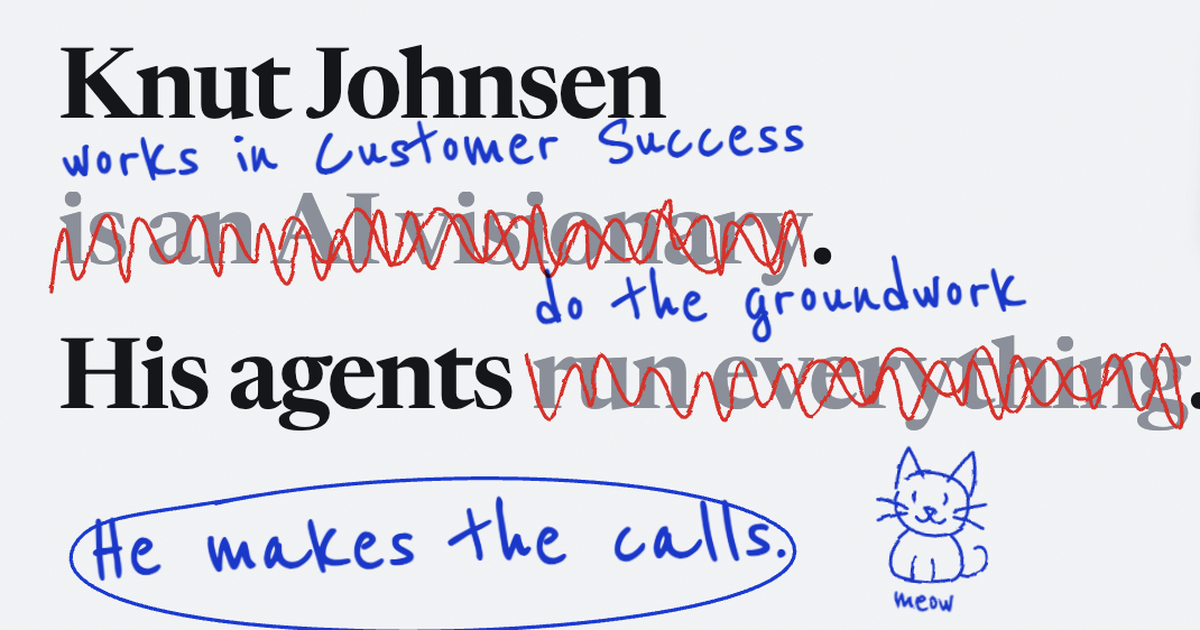 Knut Johnsen
works in Customer Success
is an AI visionary.
do the groundwork
His agents run everything.
He makes the calls.
meow